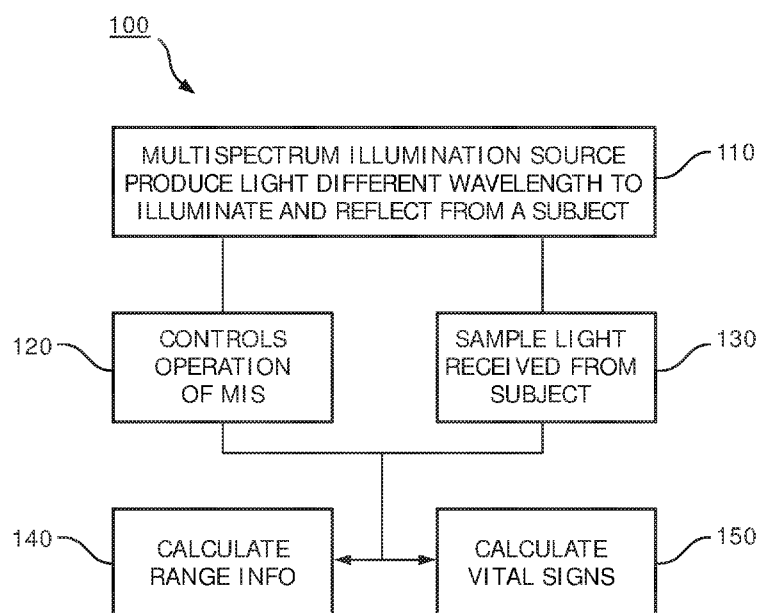 100
MULTISPECTRUM ILLUMINATION SOURCE
PRODUCE LIGHT DIFFERENT WAVELENGTH TO
ILLUMINATE AND REFLECT FROM A SUBJECT
110
120
CONTROLS
OPERATION
OF MIS
SAMPLE LIGHT
RECEIVED FROM
SUBJECT
130
140
CALCULATE
RANGE INFO
CALCULATE
VITAL SIGNS
150